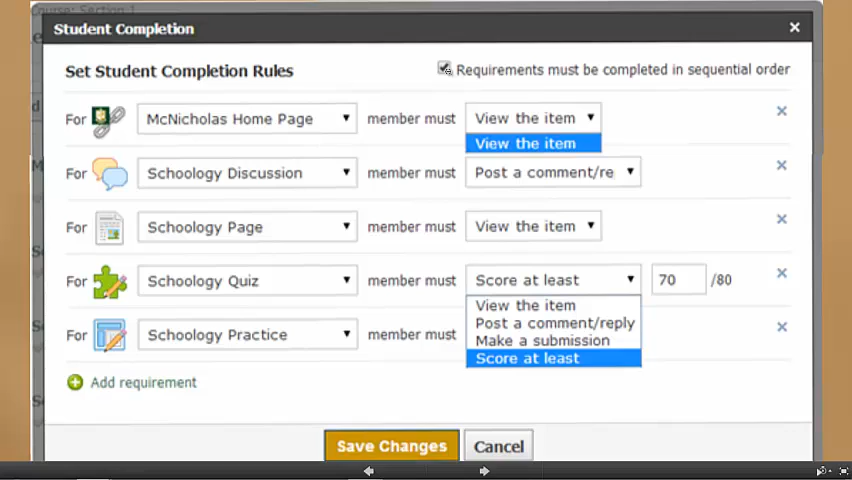 Course: Section 1
Student Completion
Set Student Completion Rules
Requirements must be completed in sequential order
For McNicholas Home Page member must View the item
View the item
For Schoology Discussion member must Post a comment/re
For Schoology Page member must View the item
For Schoology Quiz member must Score at least 70 /80
View the item
Post a comment/reply
Make a submission
Score at least
For Schoology Practice member must
Add requirement
Save Changes
Cancel